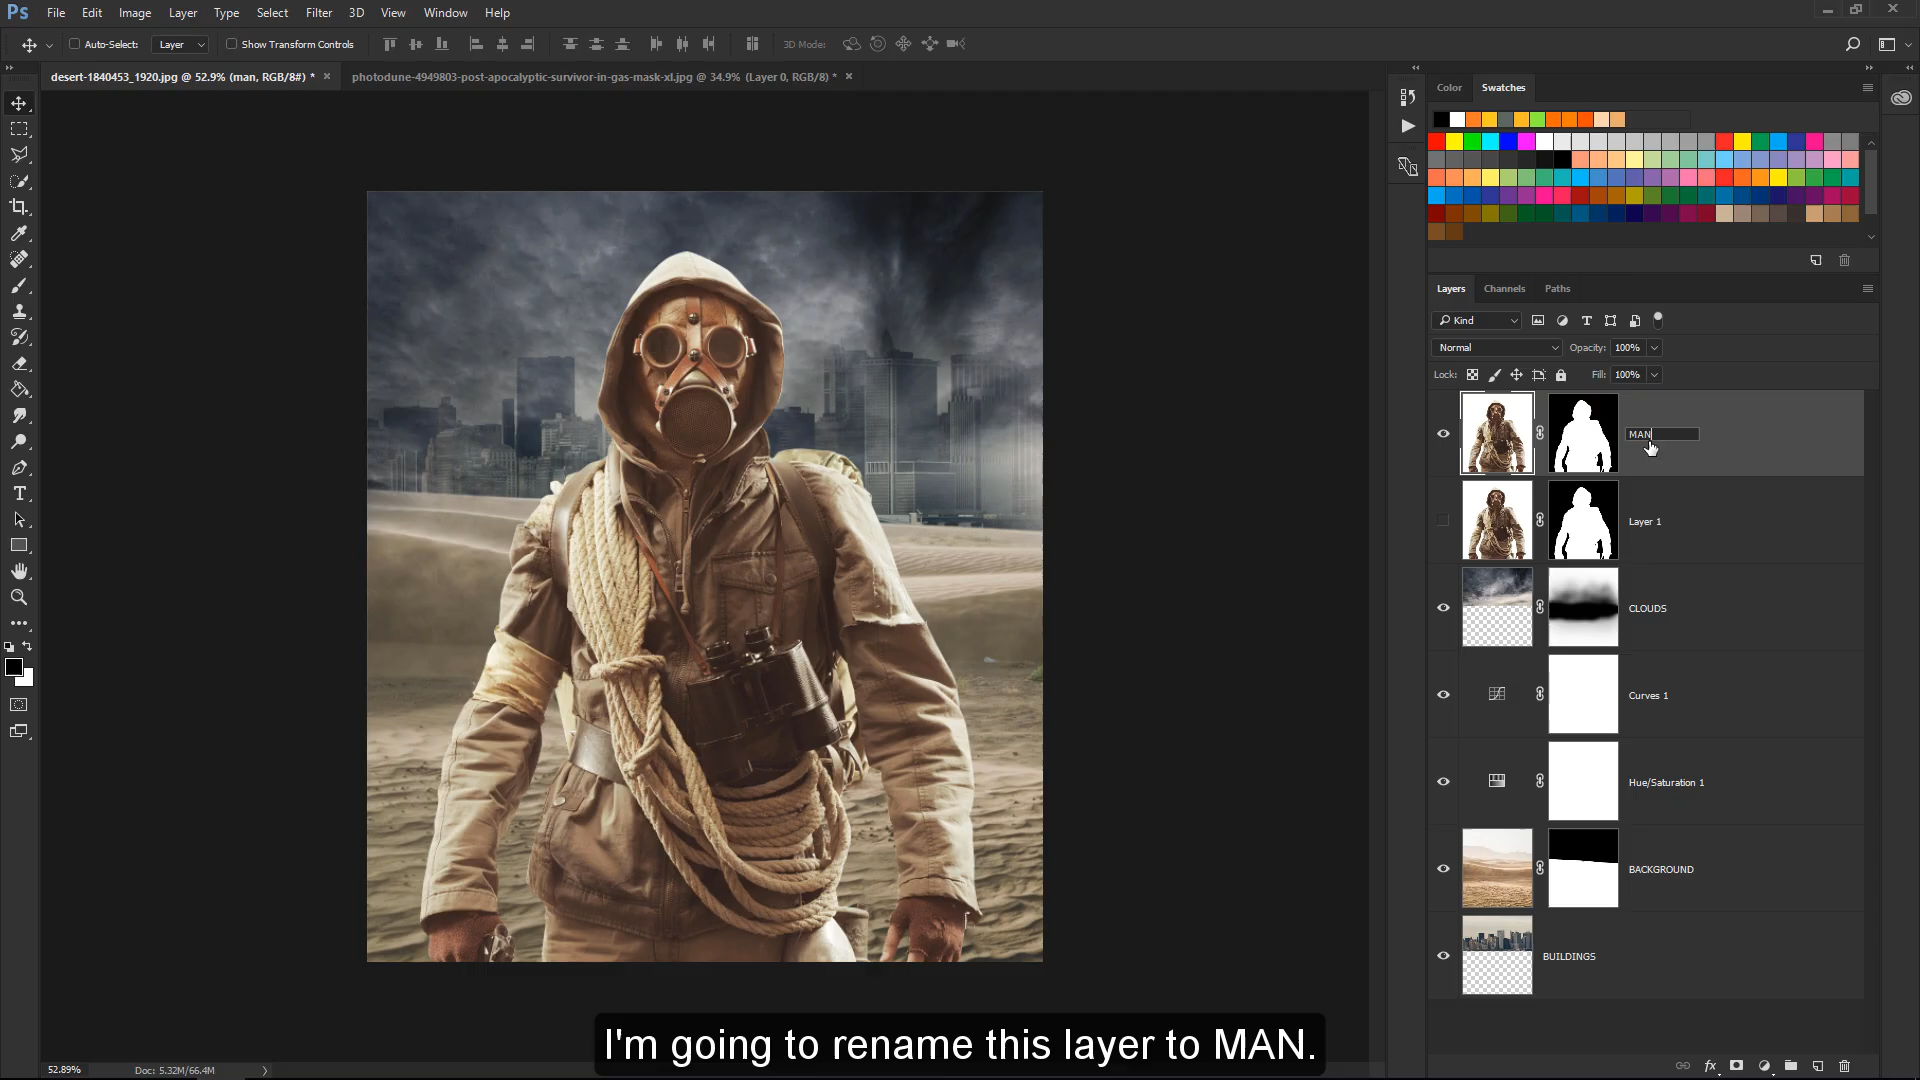 Ps File Edit Image Layer Type Select Filter 3D View Window Help
Auto-Select: Layer Show Transform Controls 3D Mode:
desert-1840453_1920.jpg @ 52.9% (man, RGB/8#) * × photodune-4949803-post-apocalyptic-survivor-in-gas-mask-xl.jpg @ 34.9% (Layer 0, RGB/8) * ×
Color Swatches
Layers Channels Paths
Kind
Normal Opacity: 100%
Lock: Fill: 100%
MAN
Layer 1
CLOUDS
Curves 1
Hue/Saturation 1
BACKGROUND
BUILDINGS
I'm going to rename this layer to MAN.
52.89% Doc: 5.32M/66.4M
fx